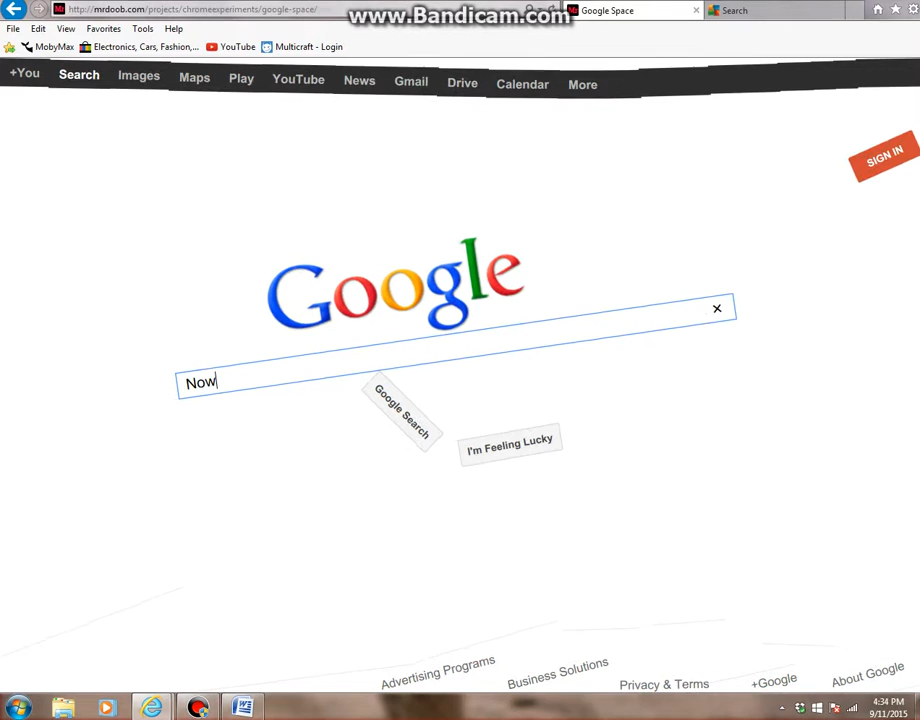 http://mrdoob.com/projects/chromeexperiments/google-space/
www.Bandicam.com
Google Space
Search
File Edit View Favorites Tools Help
MobyMax
Electronics, Cars, Fashion,...
YouTube
Multicraft - Login
+You Search Images Maps Play YouTube News Gmail Drive Calendar More
SIGN IN
Google
Now
Google Search
I'm Feeling Lucky
Advertising Programs
Business Solutions
Privacy & Terms
+Google
About Google
4:34 PM
9/11/2015